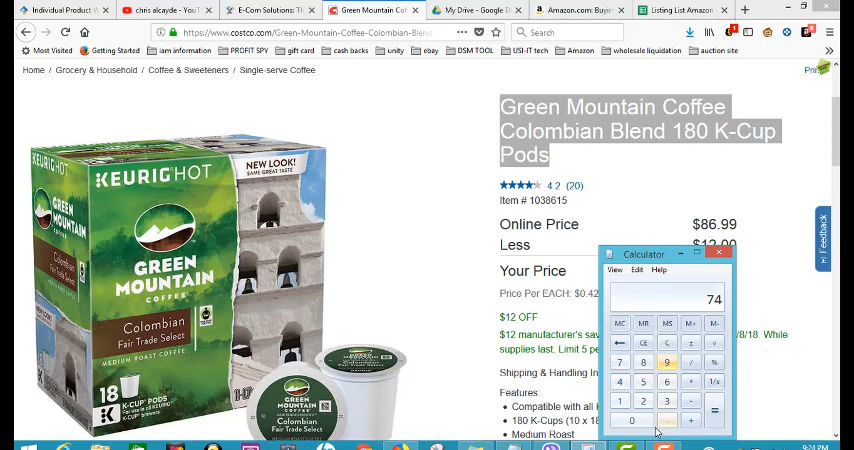 Individual Product W
chris alcayde - YouT
E-Com Solutions: Th
Green Mountain Cof
My Drive - Google D
Amazon.com: Buyin
Listing List Amazon
https://www.costco.com/Green-Mountain-Coffee-Colombian-Blend
Search
Most Visited
Getting Started
iam information
PROFIT SPY
gift card
cash backs
unity
ebay
DSM TOOL
USI-IT tech
Amazon
wholesale liquidation
auction site
Home / Grocery & Household / Coffee & Sweeteners / Single-serve Coffee
Green Mountain Coffee
Colombian Blend 180 K-Cup
Pods
4.2 (20)
Item # 1038615
Online Price $86.99
Less $12.00
Your Price
Price Per EACH: $0.42
$12 OFF
$12 manufacturer's sav
/8/18. While
supplies last. Limit 5 pe
Shipping & Handling In
Features:
Compatible with all K
180 K-Cups (10 x 18
Medium Roast
Feedback
Calculator
View Edit Help
74
MC MR MS M+ M-
← CE C ± √
7 8 9 / %
4 5 6 * 1/x
1 2 3 - =
0 . +
KEURIG HOT
NEW LOOK!
SAME GREAT TASTE
GREEN
MOUNTAIN
COFFEE
Colombian
Fair Trade Select
MEDIUM ROAST COFFEE
18
K-CUP PODS
9:24 PM